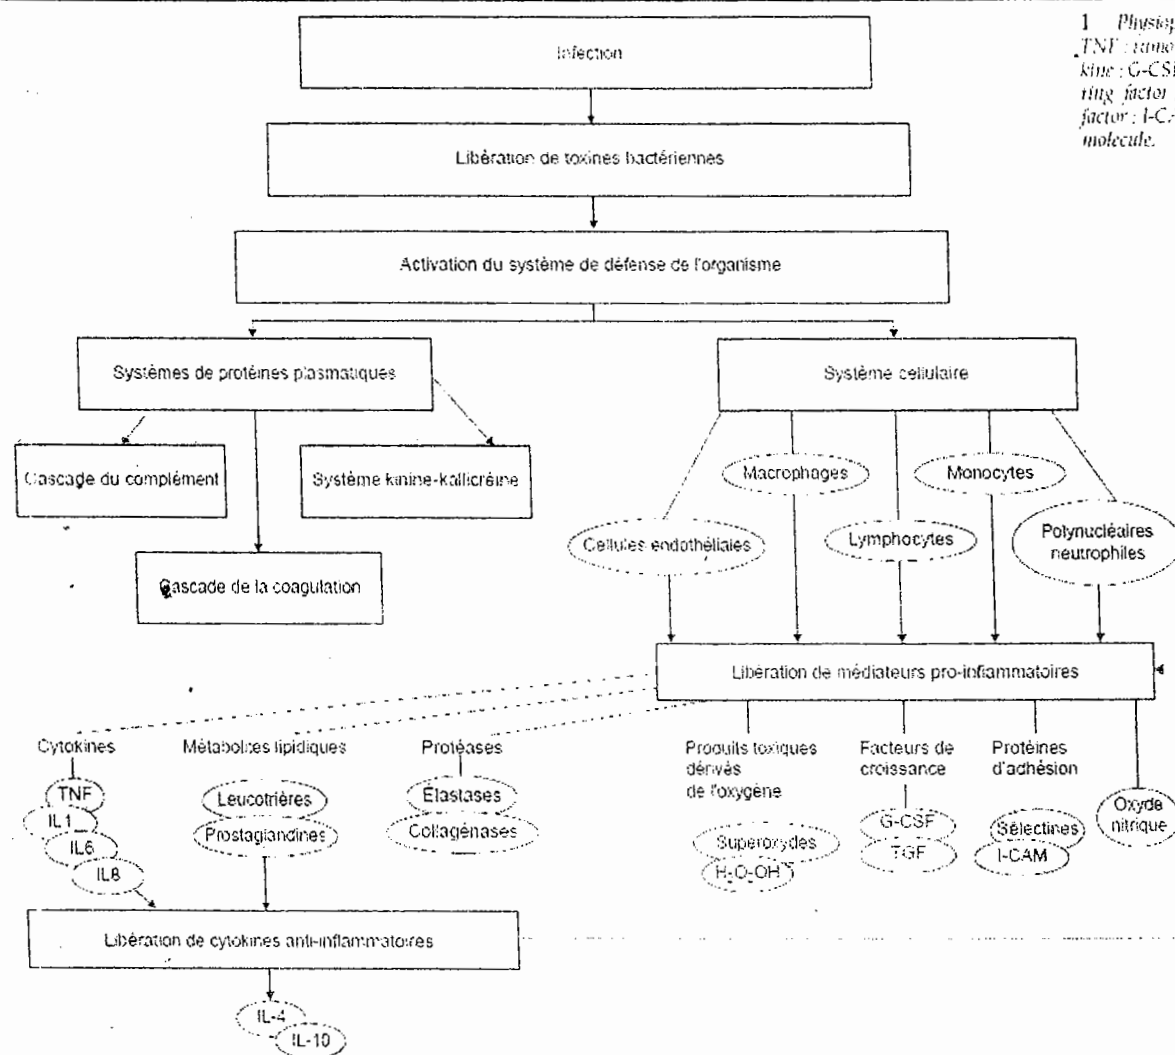 Infection
Libération de toxines bactériennes
Activation du système de défense de l'organisme
Systèmes de protéines plasmatiques
Système cellulaire
Cascade du complément
Système kinine-kallicréine
Cascade de la coagulation
Macrophages
Monocytes
Cellules endothéliales
Lymphocytes
Polynucléaires
neutrophiles
Libération de médiateurs pro-inflammatoires
Cytokines
TNF
IL1
IL6
IL8
Métabolites lipidiques
Leucotrières
Prostaglandines
Protéases
Élastases
Collagénases
Produits toxiques
dérivés
de l'oxygène
Superoxydes
H2O-OH
Facteurs de
croissance
G-CSF
TGF
Protéines
d'adhésion
Sélectines
I-CAM
Oxyde
nitrique
Libération de cytokines anti-inflammatoires
IL-4
IL-10
1
TNF :
kine : G-CSF
ring factor
factor : I-C
molecule.